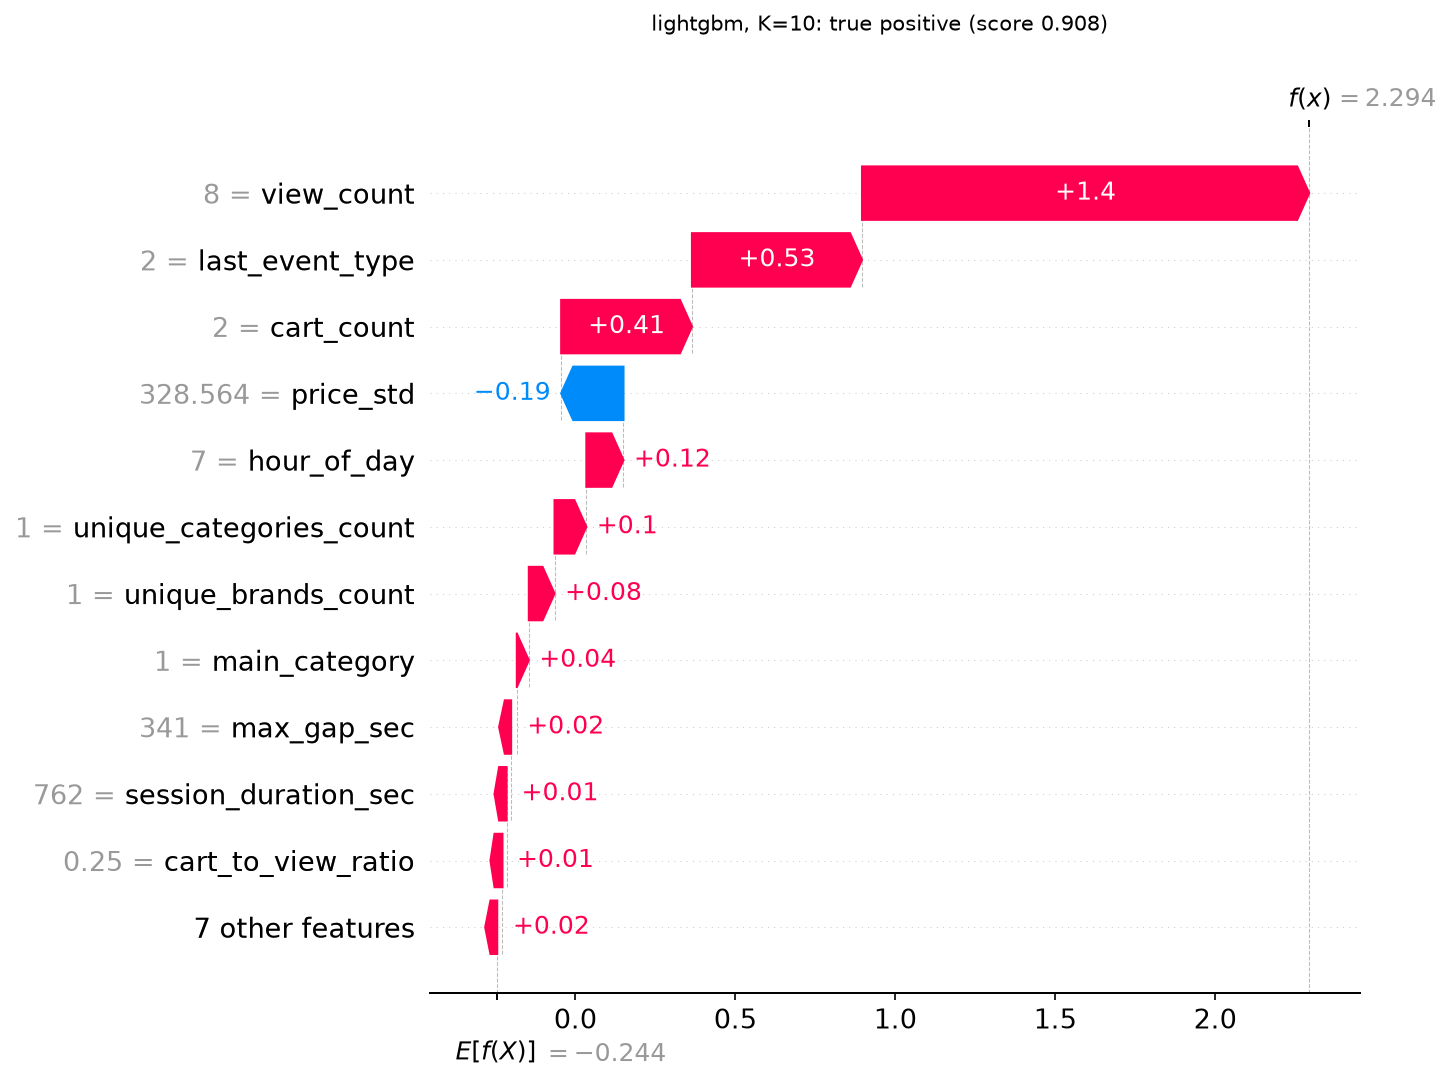 lightgbm, K=10: true positive (score 0.908)
f(x) = 2.294
8 = view_count +1.4
2 = last_event_type +0.53
2 = cart_count +0.41
328.564 = price_std −0.19
7 = hour_of_day +0.12
1 = unique_categories_count +0.1
1 = unique_brands_count +0.08
1 = main_category +0.04
341 = max_gap_sec +0.02
762 = session_duration_sec +0.01
0.25 = cart_to_view_ratio +0.01
7 other features +0.02
0.0 0.5 1.0 1.5 2.0
E[f(X)] = −0.244